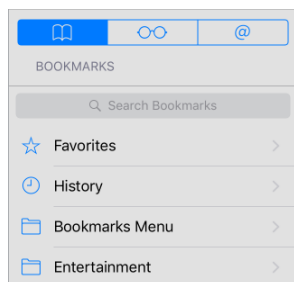 @
BOOKMARKS
Search Bookmarks
Favorites
History
Bookmarks Menu
Entertainment